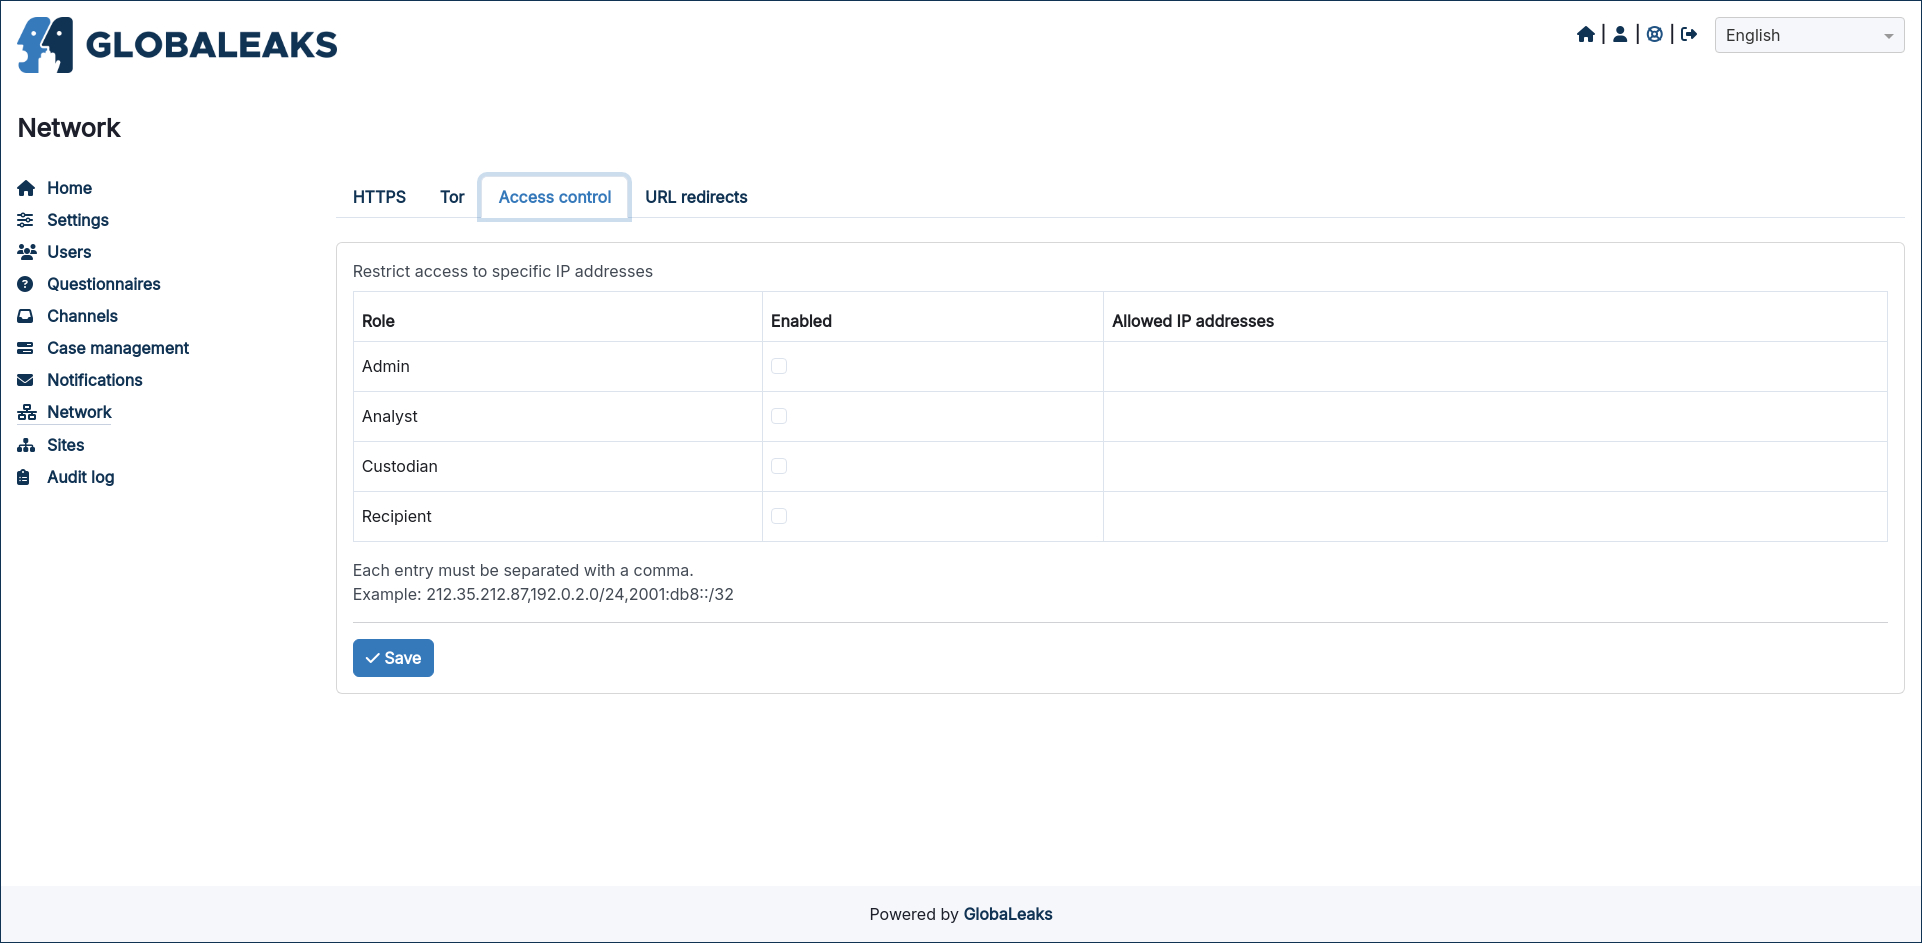 GLOBALEAKS
English
Network
Home
Settings
Users
Questionnaires
Channels
Case management
Notifications
Network
Sites
Audit log
HTTPS Tor Access control URL redirects
Restrict access to specific IP addresses
Role Enabled Allowed IP addresses
Admin
Analyst
Custodian
Recipient
Each entry must be separated with a comma.
Example: 212.35.212.87,192.0.2.0/24,2001:db8::/32
Save
Powered by GlobaLeaks